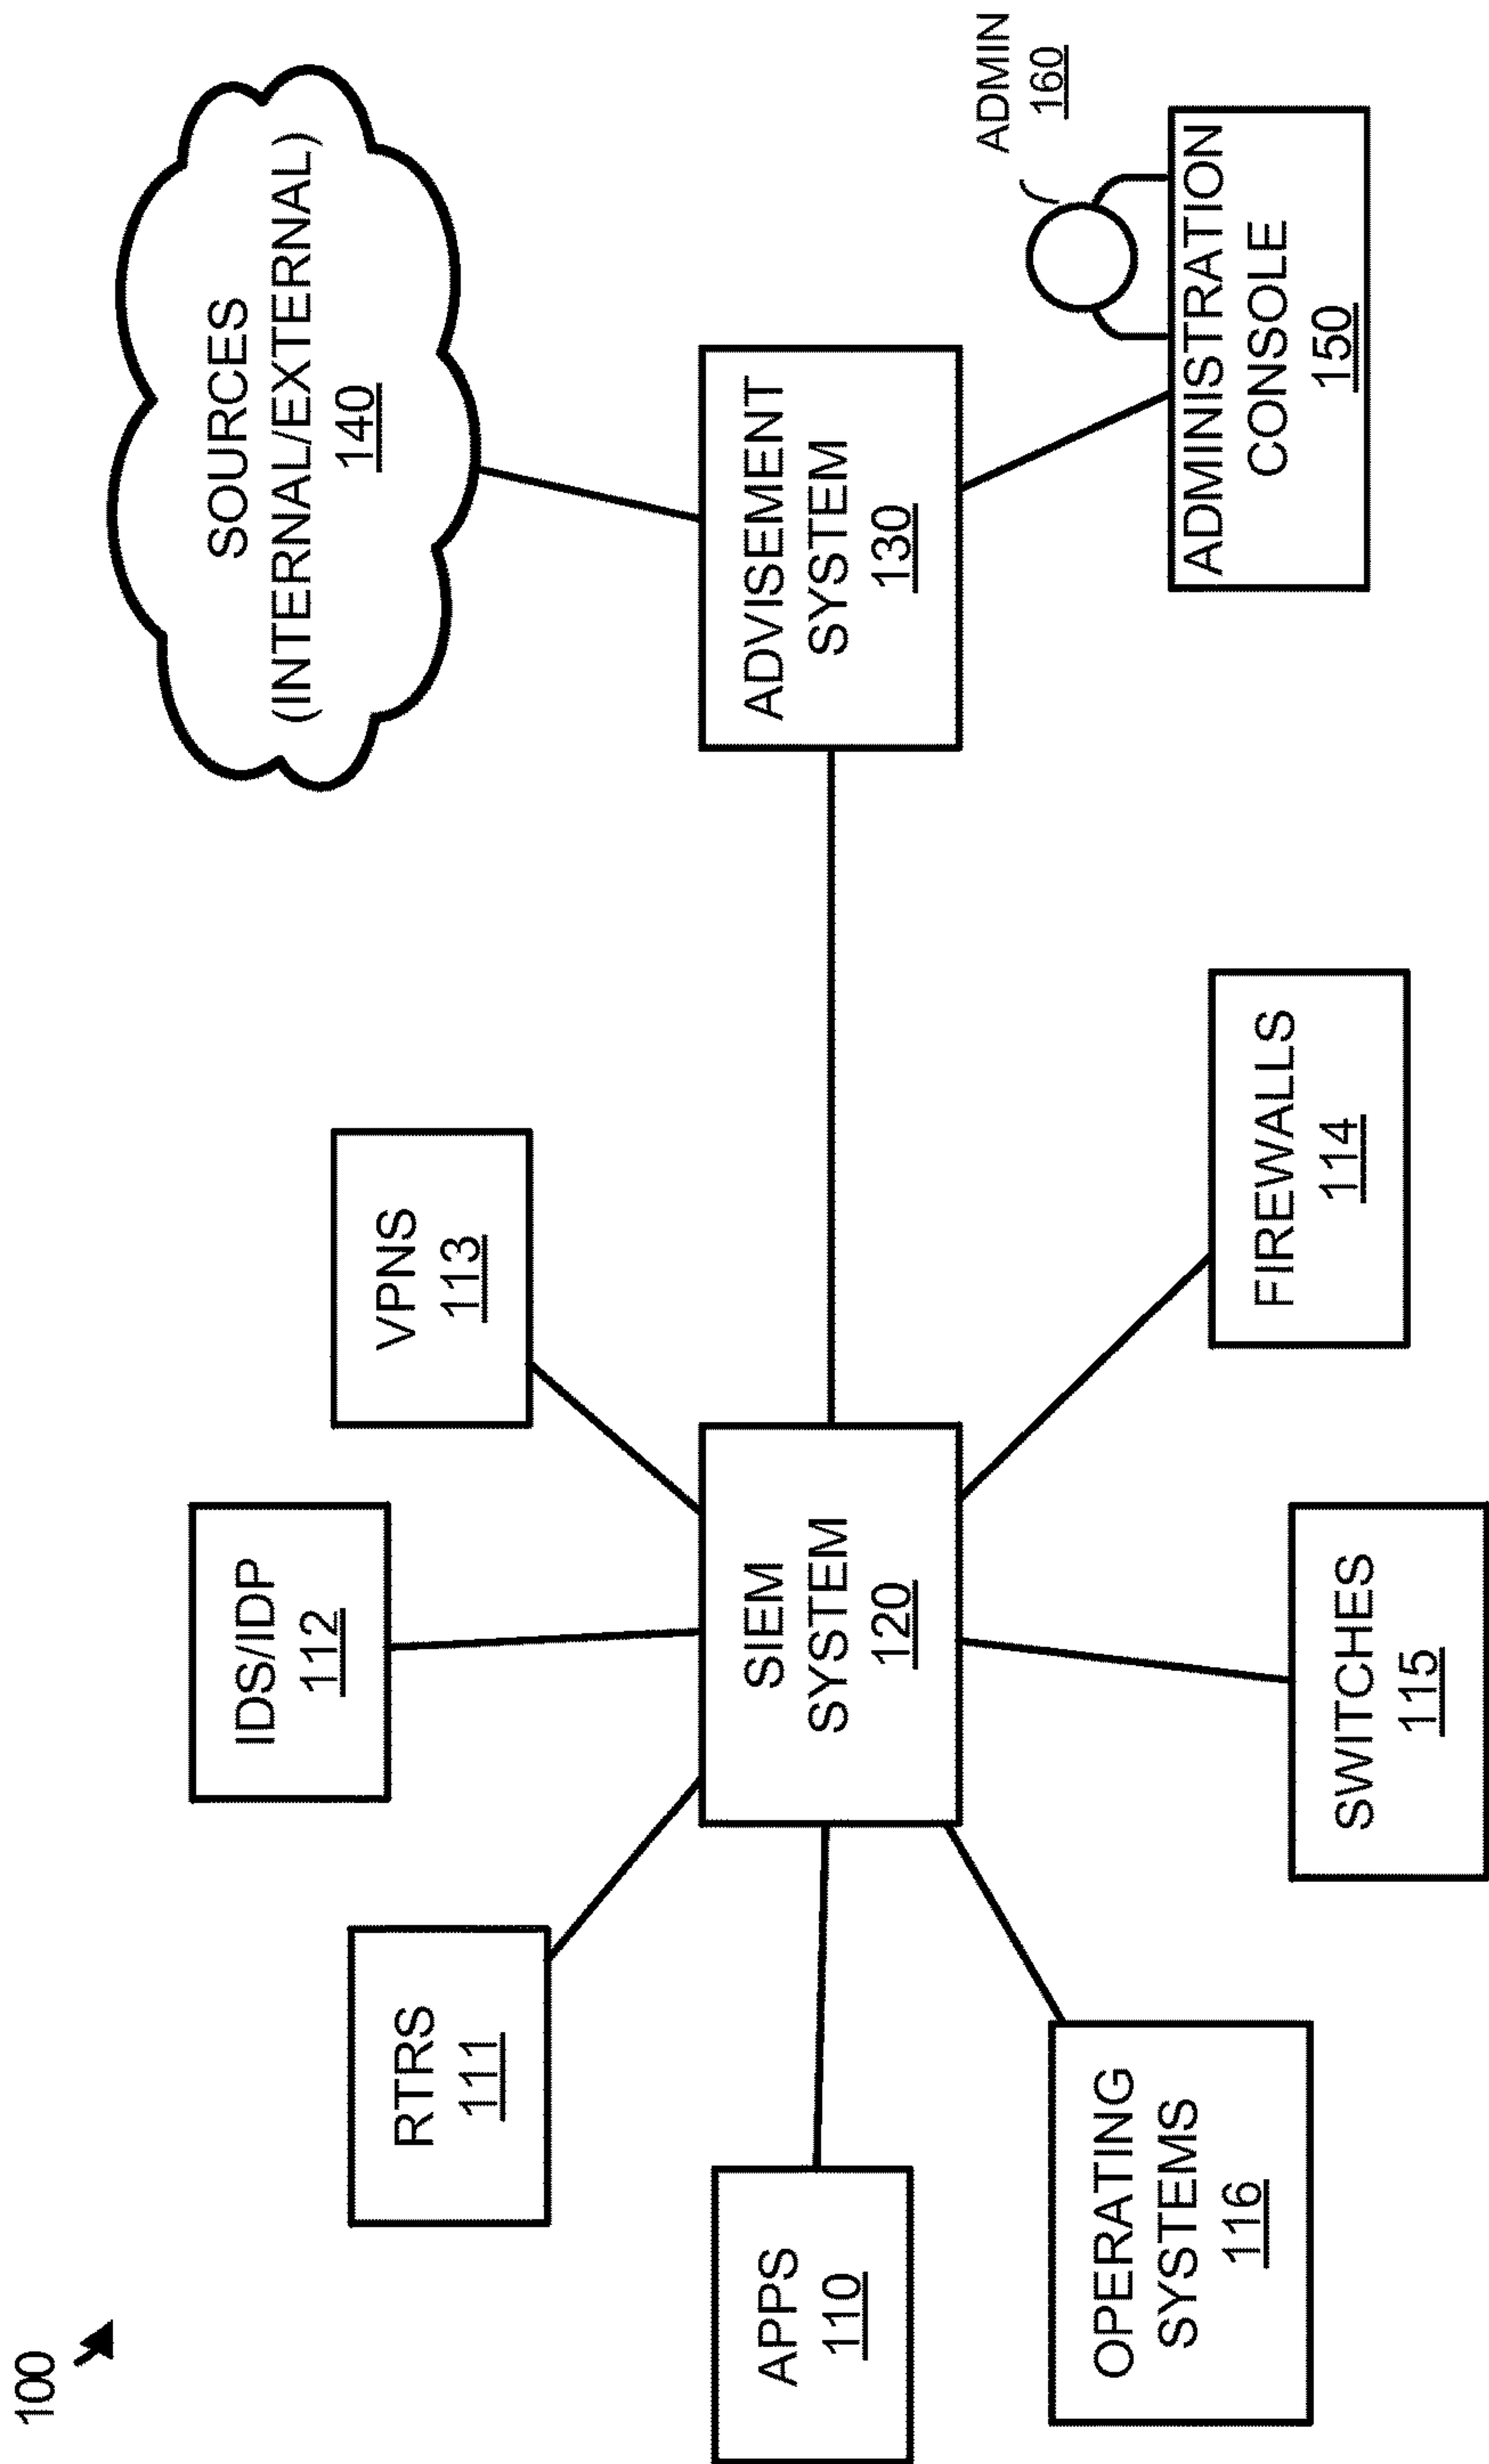 100
APPS
110
RTRS
111
IDS/IDP
112
VPNS
113
FIREWALLS
114
SWITCHES
115
OPERATING
SYSTEMS
116
SIEM
SYSTEM
120
ADVISEMENT
SYSTEM
130
SOURCES
(INTERNAL/EXTERNAL)
140
ADMIN
160
ADMINISTRATION
CONSOLE
150